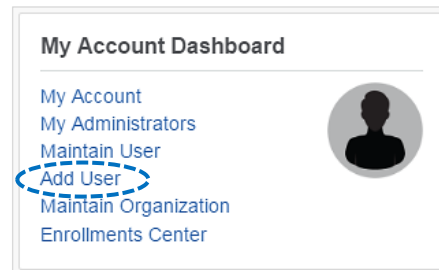 My Account Dashboard
My Account
My Administrators
Maintain User
Add User
Maintain Organization
Enrollments Center